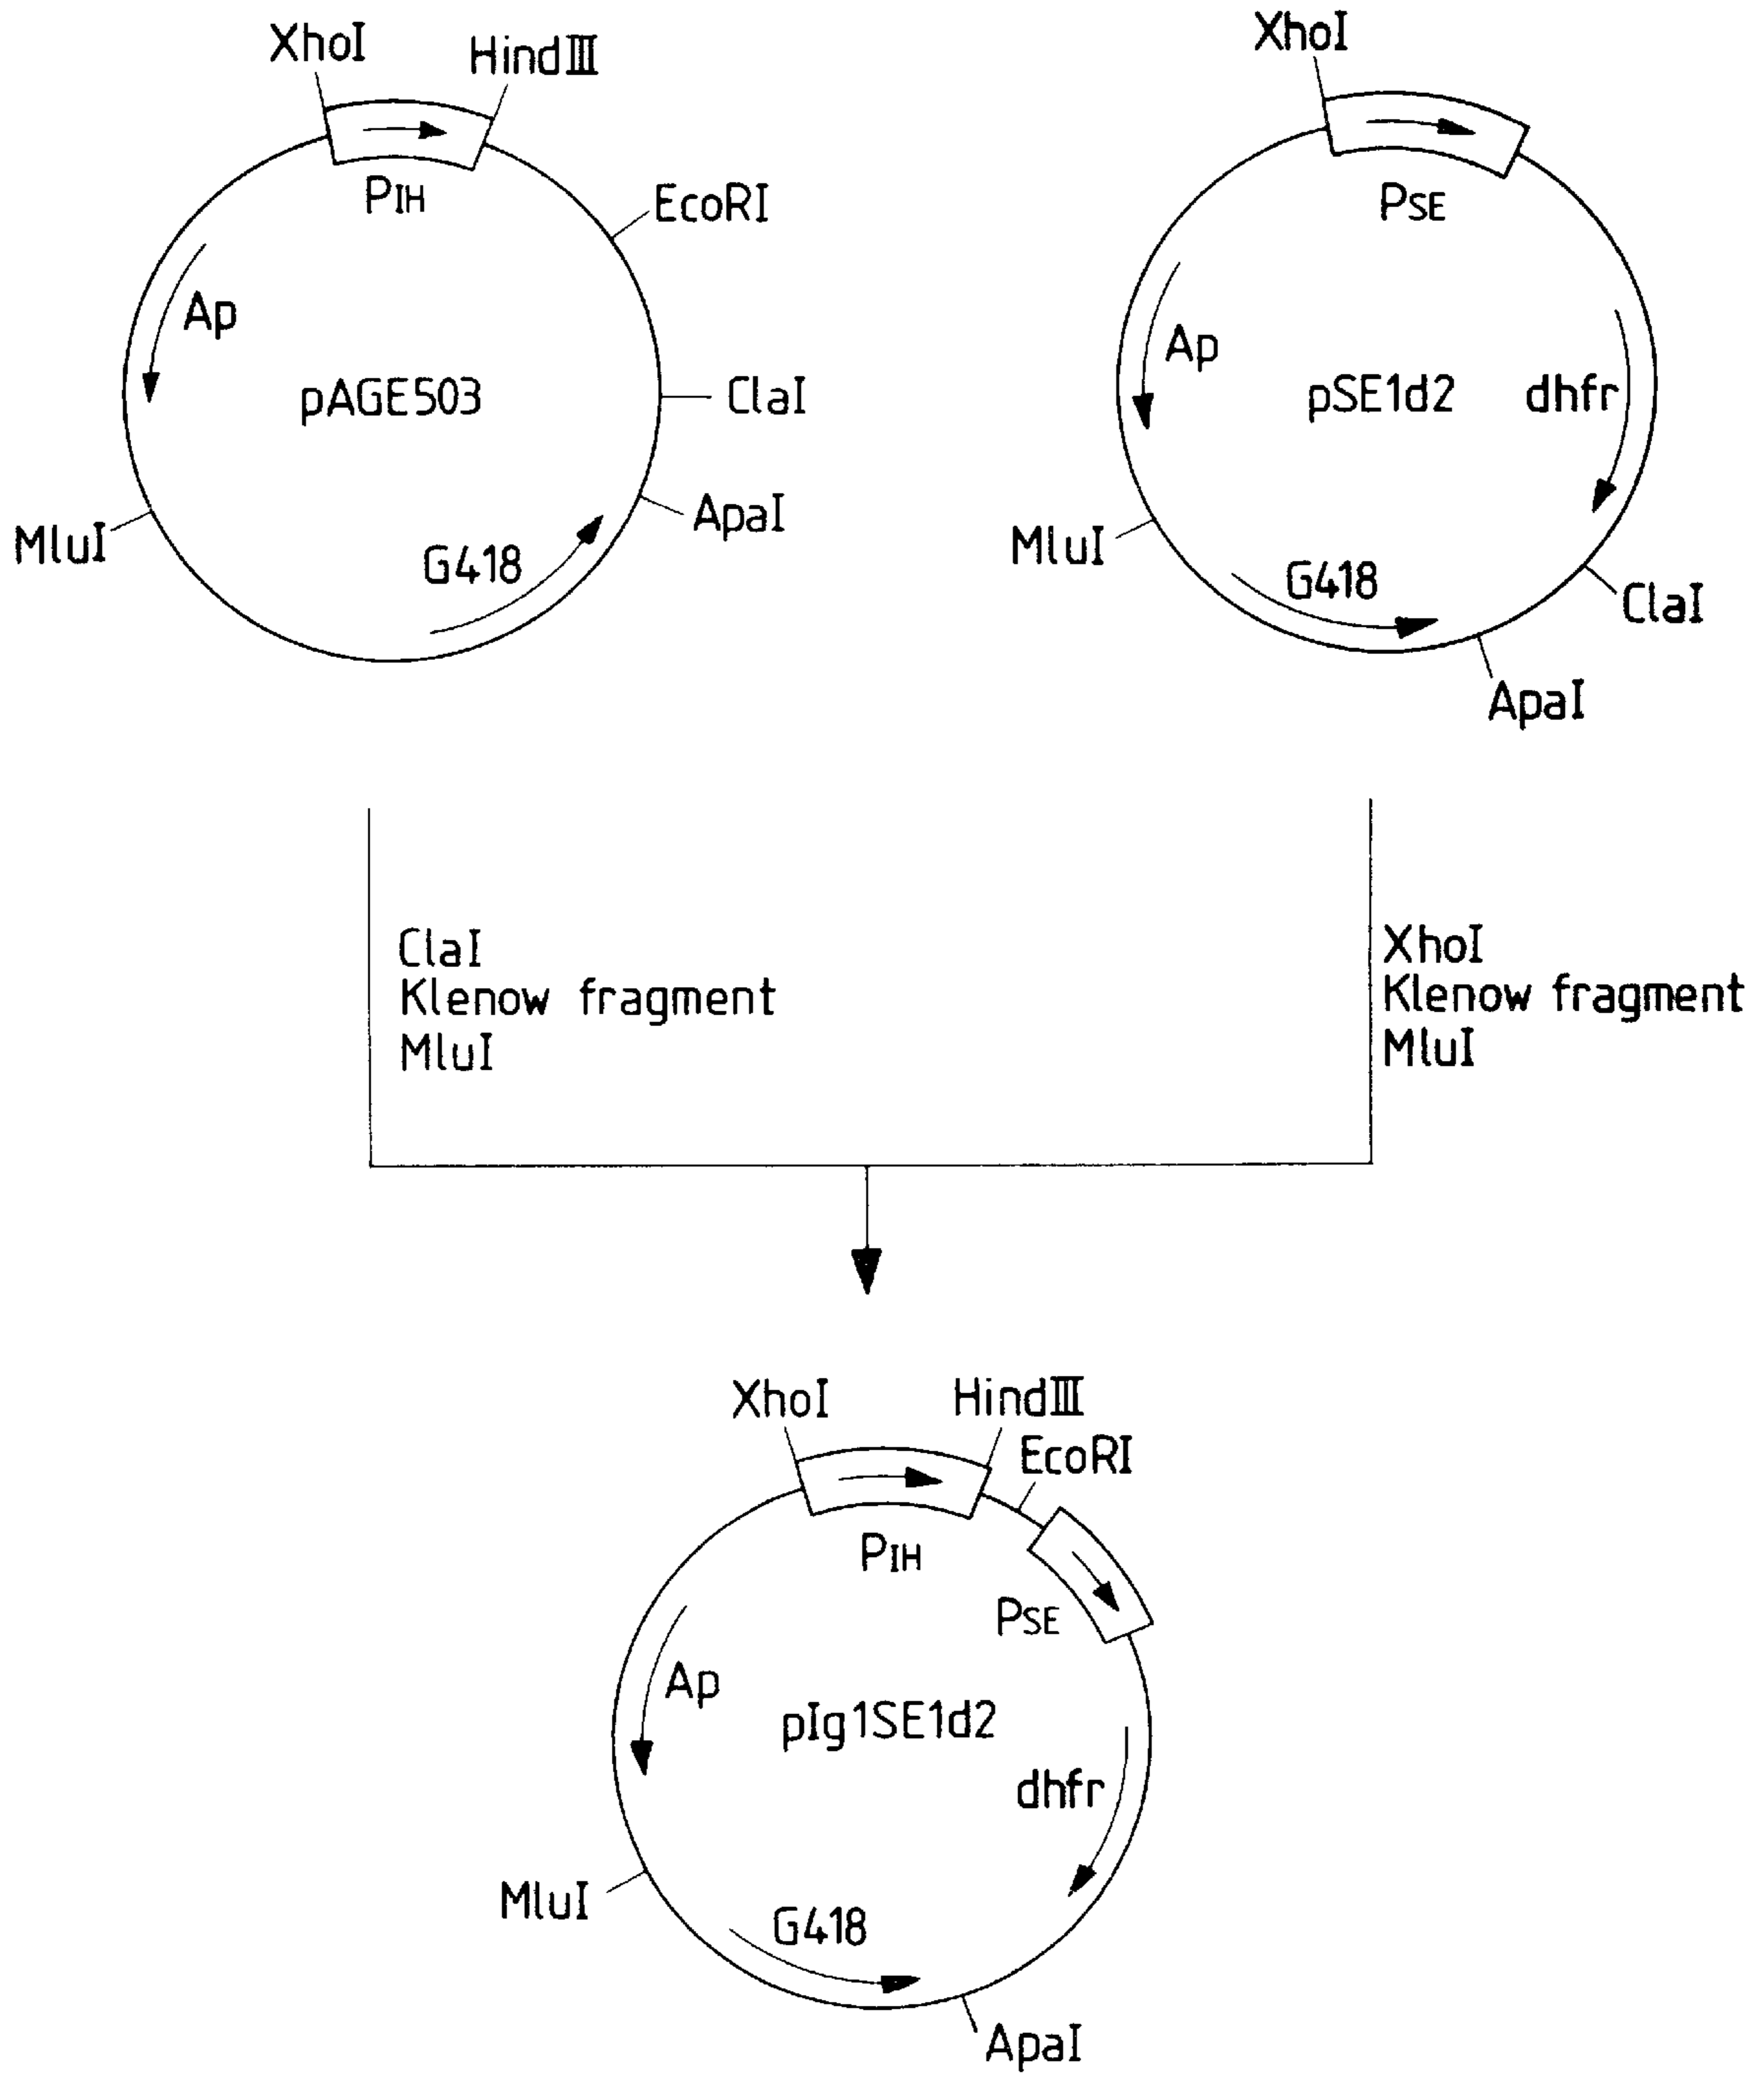 XhoI
HindⅢ
PIH
EcoRI
Ap
pAGE503
ClaI
ApaI
G418
MluI
XhoI
PSE
Ap
pSE1d2
dhfr
MluI
G418
ClaI
ApaI
ClaI
Klenow fragment
MluI
XhoI
Klenow fragment
MluI
XhoI
HindⅢ
EcoRI
PIH
PSE
Ap
pIg1SE1d2
dhfr
MluI
G418
ApaI